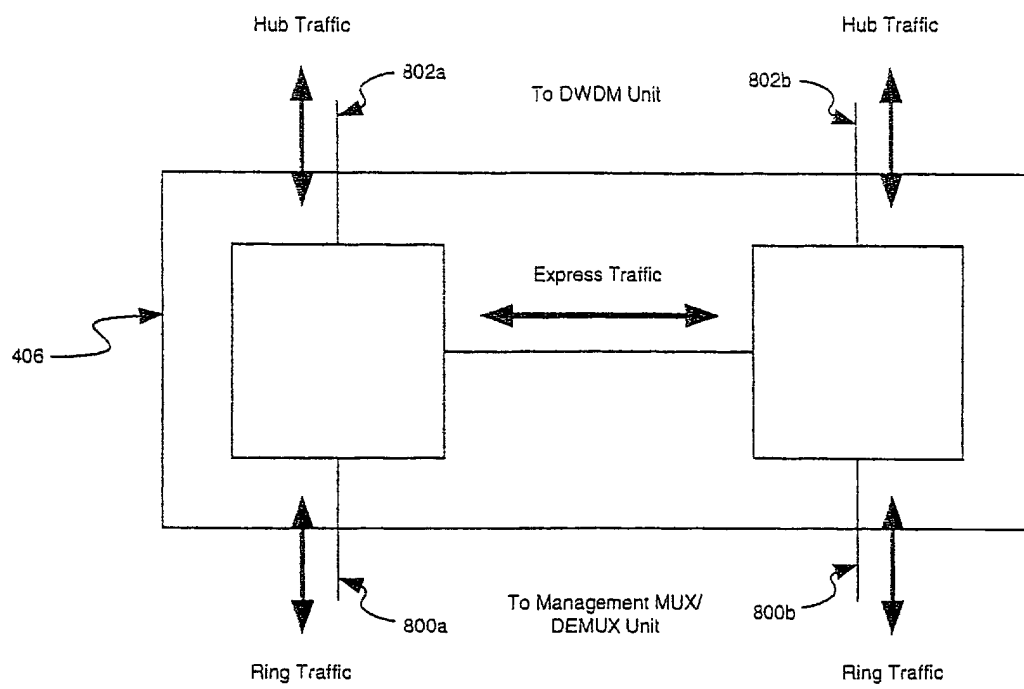 Hub Traffic
Hub Traffic
802a
802b
To DWDM Unit
Express Traffic
406
To Management MUX/
DEMUX Unit
800a
800b
Ring Traffic
Ring Traffic